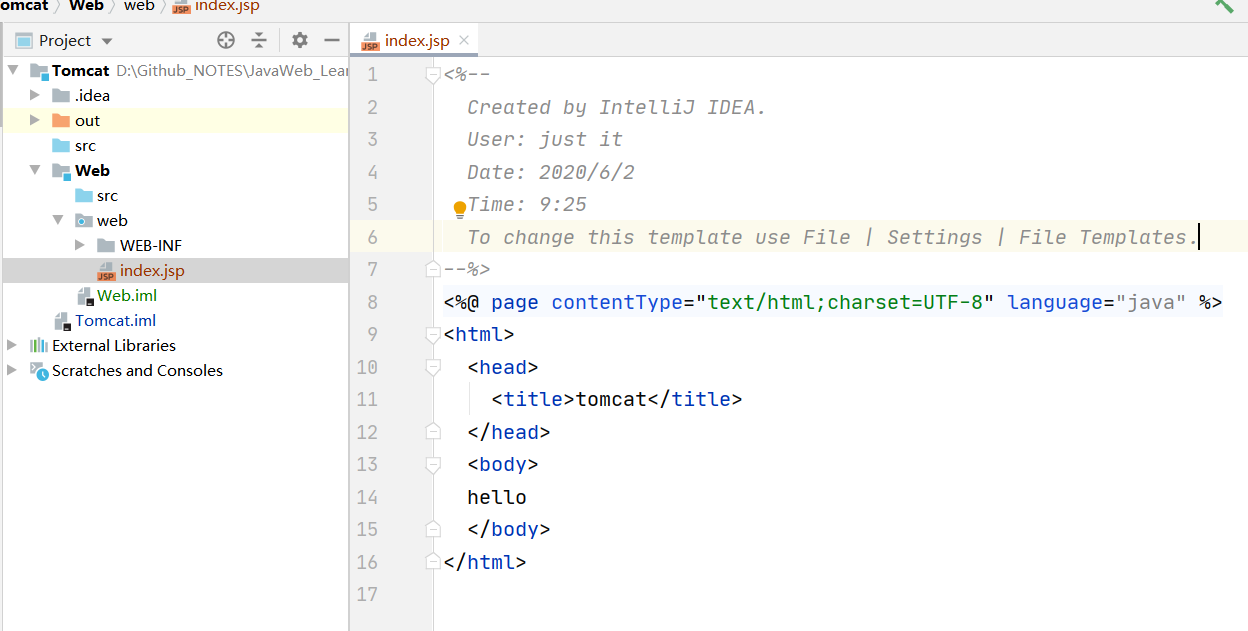 omcat Web web index.jsp
Project
index.jsp
Tomcat D:\Github_NOTES\JavaWeb_Lear
.idea
out
src
Web
src
web
WEB-INF
index.jsp
Web.iml
Tomcat.iml
External Libraries
Scratches and Consoles
1 <%--
2 Created by IntelliJ IDEA.
3 User: just it
4 Date: 2020/6/2
5 Time: 9:25
6 To change this template use File | Settings | File Templates.
7 --%>
8 <%@ page contentType="text/html;charset=UTF-8" language="java" %>
9 <html>
10 <head>
11 <title>tomcat</title>
12 </head>
13 <body>
14 hello
15 </body>
16 </html>
17